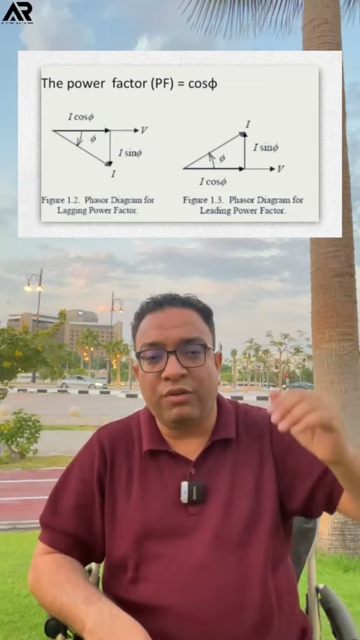 AR
The power factor (PF) = cosϕ
I cosϕ
V
ϕ
I sinϕ
I
Figure 1.2. Phasor Diagram for
Lagging Power Factor.
I
I sinϕ
ϕ
V
I cosϕ
Figure 1.3. Phasor Diagram for
Leading Power Factor.